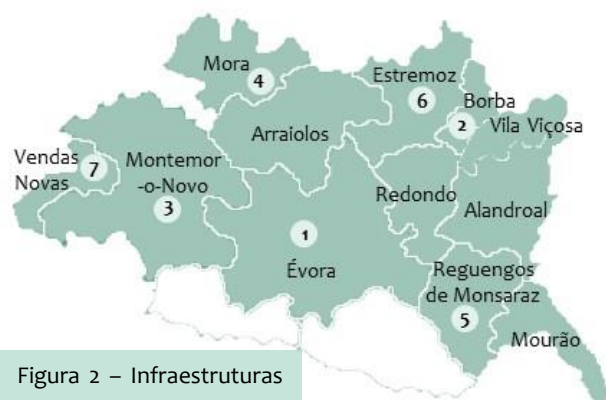 Mora
4
Estremoz
6
Borba
2
Vila Viçosa
Arraiolos
Vendas
Novas
7
Montemor
-o-Novo
3
Redondo
Alandroal
1
Évora
Reguengos
de Monsaraz
5
Mourão
Figura 2 – Infraestruturas